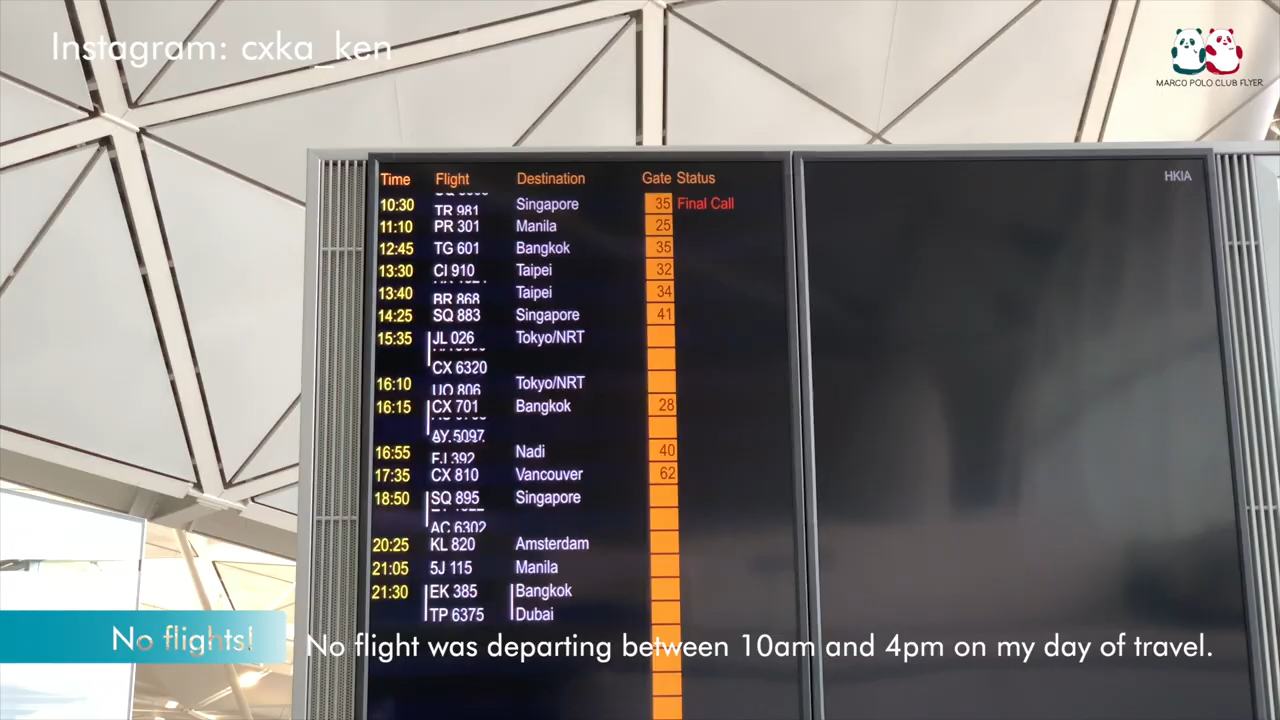 Instagram: cxka_ken
MARCO POLO CLUB FLYER
HKIA
Time Flight Destination Gate Status
10:30 TR 981 Singapore 35 Final Call
11:10 PR 301 Manila 25
12:45 TG 601 Bangkok 35
13:30 CI 910 Taipei 32
13:40 BR 868 Taipei 34
14:25 SQ 883 Singapore 41
15:35 JL 026 Tokyo/NRT
CX 6320
16:10 UO 806 Tokyo/NRT
16:15 CX 701 Bangkok 28
AY 5097
16:55 FJ 392 Nadi 40
17:35 CX 810 Vancouver 62
18:50 SQ 895 Singapore
AC 6302
20:25 KL 820 Amsterdam
21:05 5J 115 Manila
21:30 EK 385 Bangkok
TP 6375 Dubai
No flights!
No flight was departing between 10am and 4pm on my day of travel.